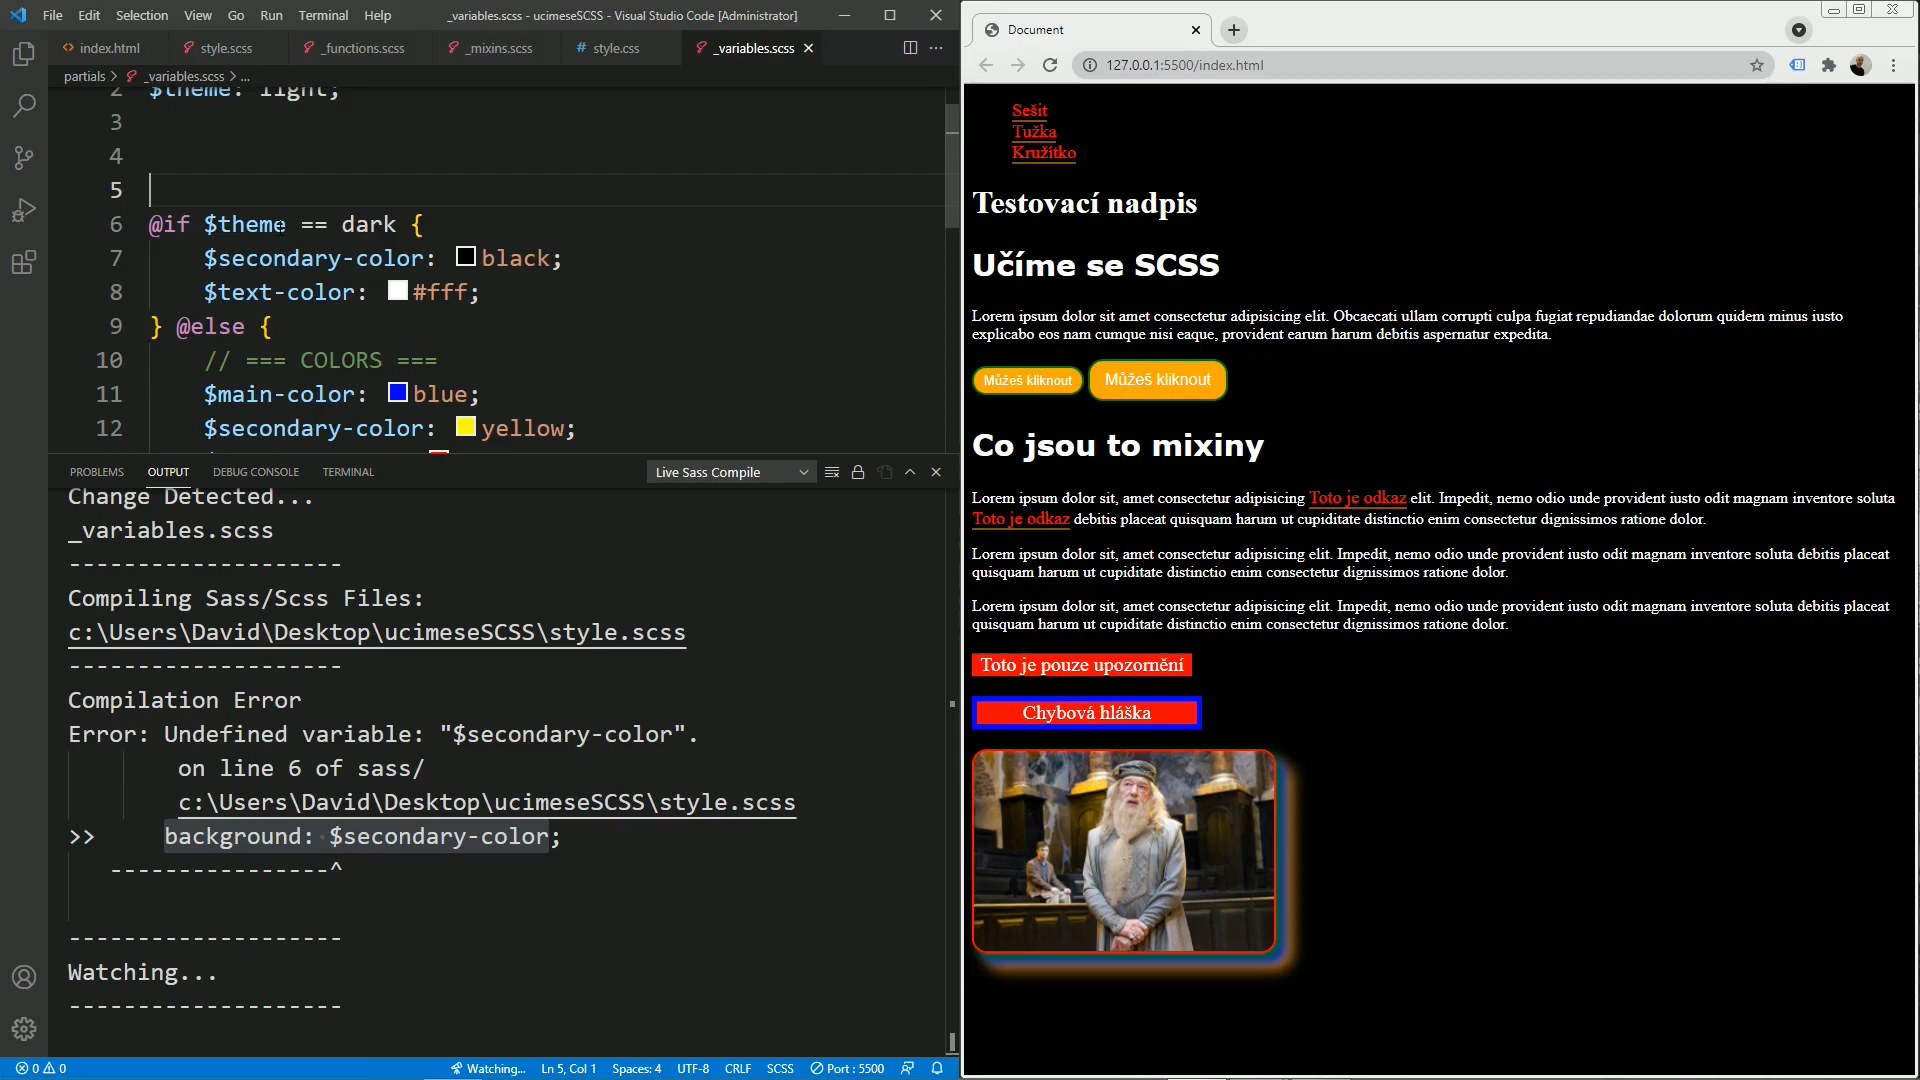 File Edit Selection View Go Run Terminal Help
_variables.scss - ucimeseSCSS - Visual Studio Code [Administrator]
index.html
style.scss
_functions.scss
_mixins.scss
# style.css
_variables.scss
partials > _variables.scss > ...
2 $theme: light;
3
4
5
6 @if $theme == dark {
7 $secondary-color: black;
8 $text-color: #fff;
9 } @else {
10 // === COLORS ===
11 $main-color: blue;
12 $secondary-color: yellow;
PROBLEMS OUTPUT DEBUG CONSOLE TERMINAL
Live Sass Compile
Change Detected...
_variables.scss
--------------------
Compiling Sass/Scss Files:
c:\Users\David\Desktop\ucimeseSCSS\style.scss
--------------------
Compilation Error
Error: Undefined variable: "$secondary-color".
on line 6 of sass/
c:\Users\David\Desktop\ucimeseSCSS\style.scss
>> background: $secondary-color;
-----------------^
--------------------
Watching...
--------------------
0 0
Watching... Ln 5, Col 1 Spaces: 4 UTF-8 CRLF SCSS Port : 5500
Document
127.0.0.1:5500/index.html
Sešit
Tužka
Kružítko
Testovací nadpis
Učíme se SCSS
Lorem ipsum dolor sit amet consectetur adipisicing elit. Obcaecati ullam corrupti culpa fugiat repudiandae dolorum quidem minus iusto
explicabo eos nam cumque nisi eaque, provident earum harum debitis aspernatur expedita.
Můžeš kliknout Můžeš kliknout
Co jsou to mixiny
Lorem ipsum dolor sit, amet consectetur adipisicing Toto je odkaz elit. Impedit, nemo odio unde provident iusto odit magnam inventore soluta
Toto je odkaz debitis placeat quisquam harum ut cupiditate distinctio enim consectetur dignissimos ratione dolor.
Lorem ipsum dolor sit, amet consectetur adipisicing elit. Impedit, nemo odio unde provident iusto odit magnam inventore soluta debitis placeat
quisquam harum ut cupiditate distinctio enim consectetur dignissimos ratione dolor.
Lorem ipsum dolor sit, amet consectetur adipisicing elit. Impedit, nemo odio unde provident iusto odit magnam inventore soluta debitis placeat
quisquam harum ut cupiditate distinctio enim consectetur dignissimos ratione dolor.
Toto je pouze upozornění
Chybová hláška